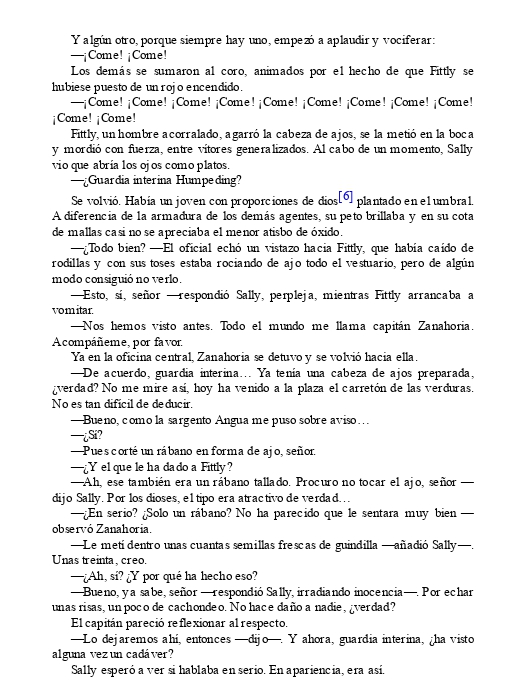 Y algún otro, porque siempre hay uno, empezó a aplaudir y vociferar:
—¡Come! ¡Come!
Los demás se sumaron al coro, animados por el hecho de que Fittly se
hubiese puesto de un rojo encendido.
—¡Come! ¡Come! ¡Come! ¡Come! ¡Come! ¡Come! ¡Come! ¡Come! ¡Come!
¡Come! ¡Come!
Fittly, un hombre acorralado, agarró la cabeza de ajos, se la metió en la boca
y mordió con fuerza, entre vítores generalizados. Al cabo de un momento, Sally
vio que abría los ojos como platos.
—¿Guardia interina Humpeding?
Se volvió. Había un joven con proporciones de dios[6] plantado en el umbral.
A diferencia de la armadura de los demás agentes, su peto brillaba y en su cota
de mallas casi no se apreciaba el menor atisbo de óxido.
—¿Todo bien? —El oficial echó un vistazo hacia Fittly, que había caído de
rodillas y con sus toses estaba rociando de ajo todo el vestuario, pero de algún
modo consiguió no verlo.
—Esto, sí, señor —respondió Sally, perpleja, mientras Fittly arrancaba a
vomitar.
—Nos hemos visto antes. Todo el mundo me llama capitán Zanahoria.
Acompáñeme, por favor.
Ya en la oficina central, Zanahoria se detuvo y se volvió hacia ella.
—De acuerdo, guardia interina… Ya tenía una cabeza de ajos preparada,
¿verdad? No me mire así, hoy ha venido a la plaza el carretón de las verduras.
No es tan difícil de deducir.
—Bueno, como la sargento Angua me puso sobre aviso…
—¿Sí?
—Pues corté un rábano en forma de ajo, señor.
—¿Y el que le ha dado a Fittly?
—Ah, ese también era un rábano tallado. Procuro no tocar el ajo, señor —
dijo Sally. Por los dioses, el tipo era atractivo de verdad…
—¿En serio? ¿Solo un rábano? No ha parecido que le sentara muy bien —
observó Zanahoria.
—Le metí dentro unas cuantas semillas frescas de guindilla —añadió Sally—.
Unas treinta, creo.
—¿Ah, sí? ¿Y por qué ha hecho eso?
—Bueno, ya sabe, señor —respondió Sally, irradiando inocencia—. Por echar
unas risas, un poco de cachondeo. No hace daño a nadie, ¿verdad?
El capitán pareció reflexionar al respecto.
—Lo dejaremos ahí, entonces —dijo—. Y ahora, guardia interina, ¿ha visto
alguna vez un cadáver?
Sally esperó a ver si hablaba en serio. En apariencia, era así.